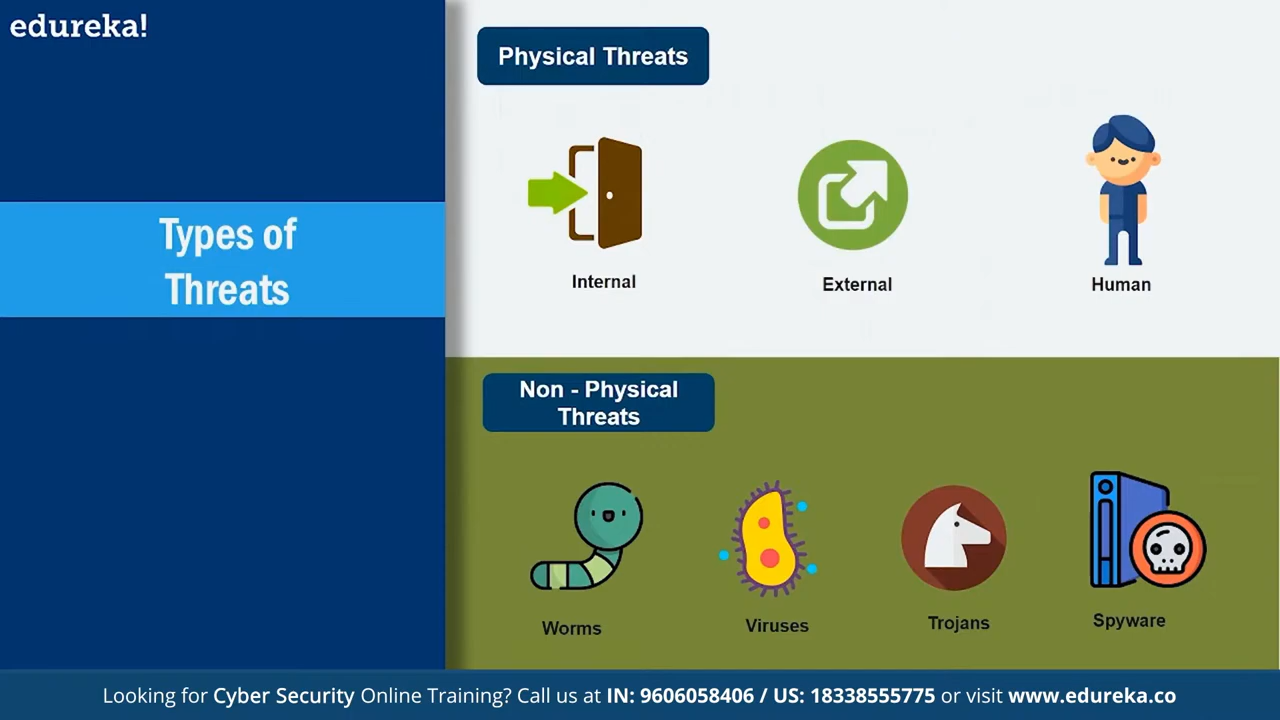 edureka!
Types of
Threats
Physical Threats
Internal
External
Human
Non - Physical
Threats
Worms
Viruses
Trojans
Spyware
Looking for Cyber Security Online Training? Call us at IN: 9606058406 / US: 18338555775 or visit www.edureka.co